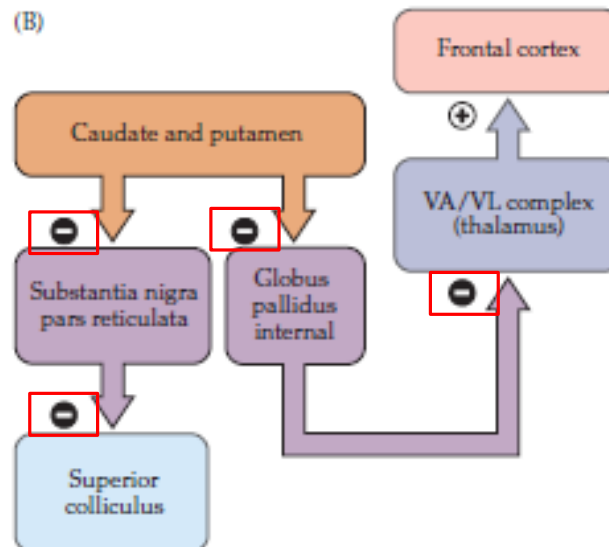 (B)
Frontal cortex
Caudate and putamen
VA/VL complex
(thalamus)
Substantia nigra
pars reticulata
Globus
pallidus
internal
Superior
colliculus